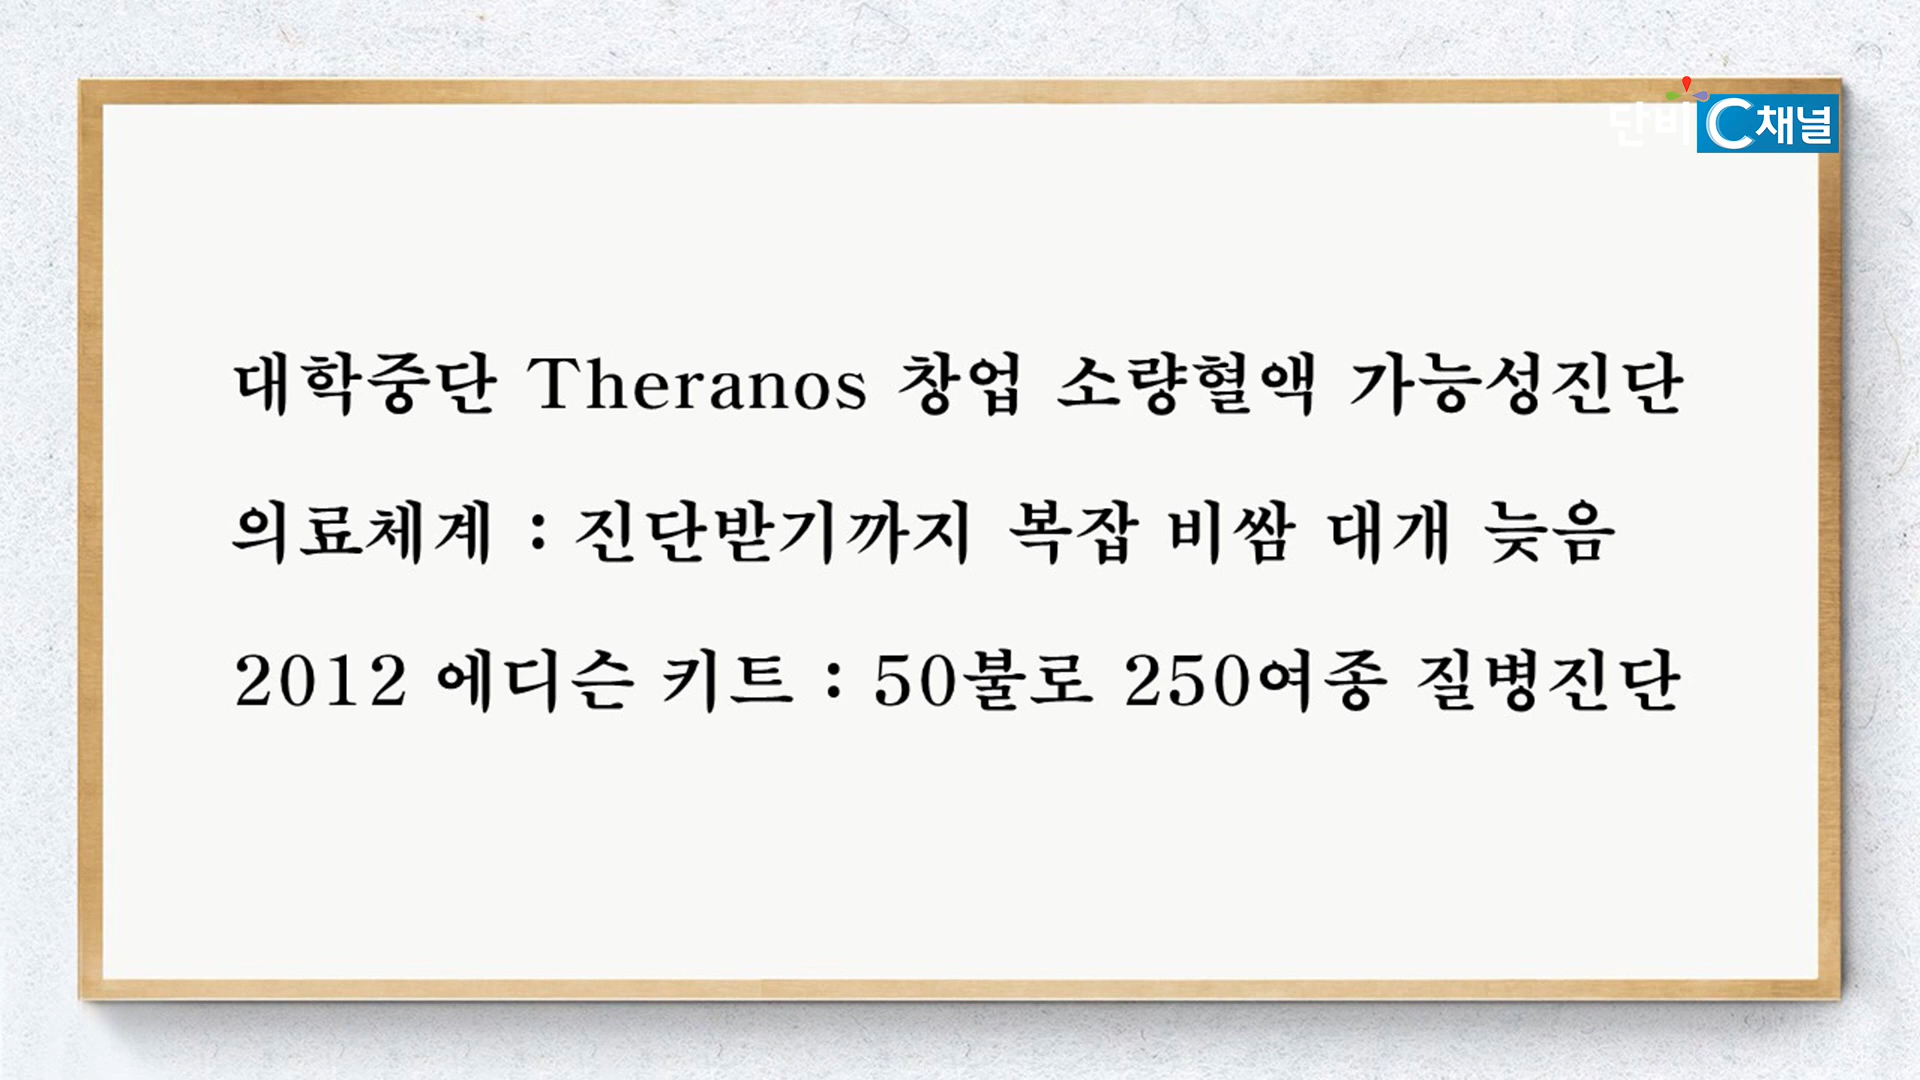 단비 C채널
대학중단 Theranos 창업 소량혈액 가능성진단
의료체계 : 진단받기까지 복잡 비쌈 대개 늦음
2012 에디슨 키트 : 50불로 250여종 질병진단